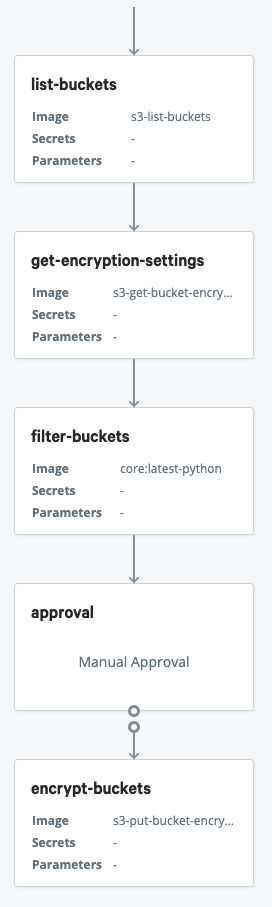 list-buckets
Image s3-list-buckets
Secrets -
Parameters -
get-encryption-settings
Image s3-get-bucket-encry...
Secrets -
Parameters -
filter-buckets
Image core:latest-python
Secrets -
Parameters -
approval
Manual Approval
encrypt-buckets
Image s3-put-bucket-encry...
Secrets -
Parameters -